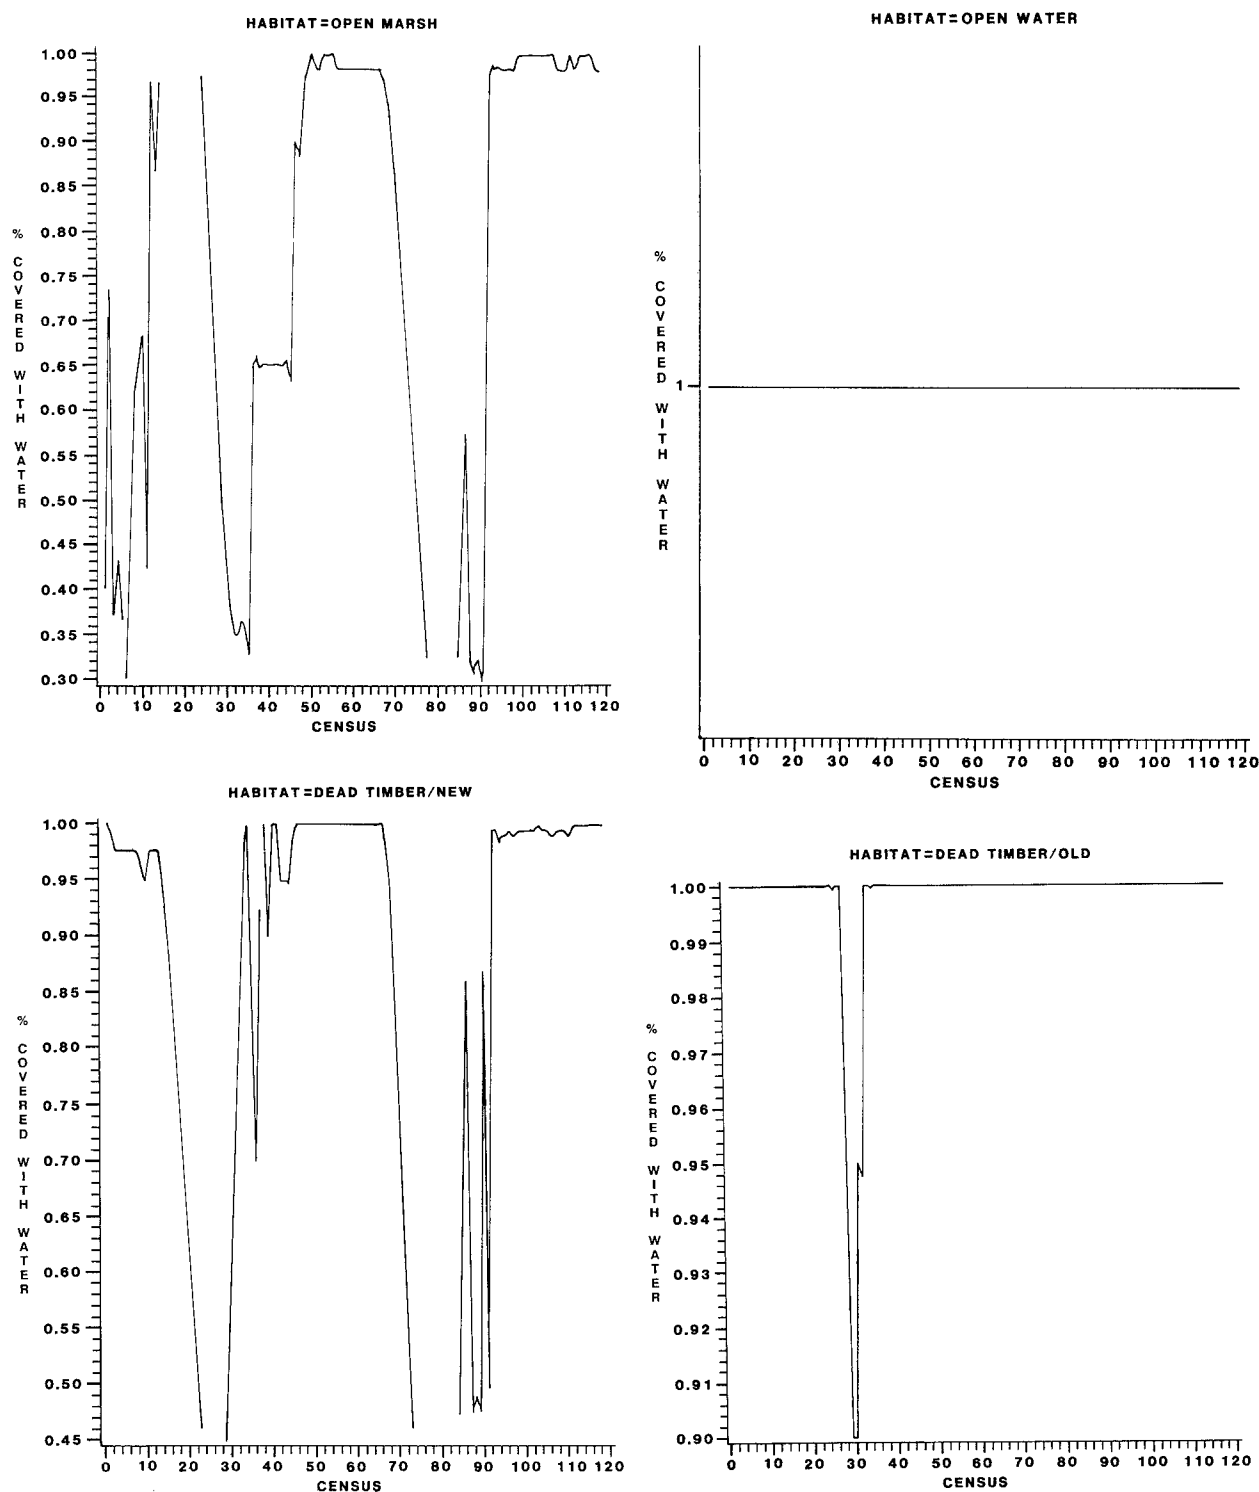 HABITAT=OPEN MARSH
1.00
0.95
0.90
0.85
0.80
0.75
0.70
0.65
0.60
0.55
0.50
0.45
0.40
0.35
0.30
% COVERED WITH WATER
0 10 20 30 40 50 60 70 80 90 100 110 120
CENSUS
HABITAT=OPEN WATER
% COVERED WITH WATER
1
0 10 20 30 40 50 60 70 80 90 100 110 120
CENSUS
HABITAT=DEAD TIMBER/NEW
1.00
0.95
0.90
0.85
0.80
0.75
0.70
0.65
0.60
0.55
0.50
0.45
% COVERED WITH WATER
0 10 20 30 40 50 60 70 80 90 100 110 120
CENSUS
HABITAT=DEAD TIMBER/OLD
1.00
0.99
0.98
0.97
0.96
0.95
0.94
0.93
0.92
0.91
0.90
% COVERED WITH WATER
0 10 20 30 40 50 60 70 80 90 100 110 120
CENSUS